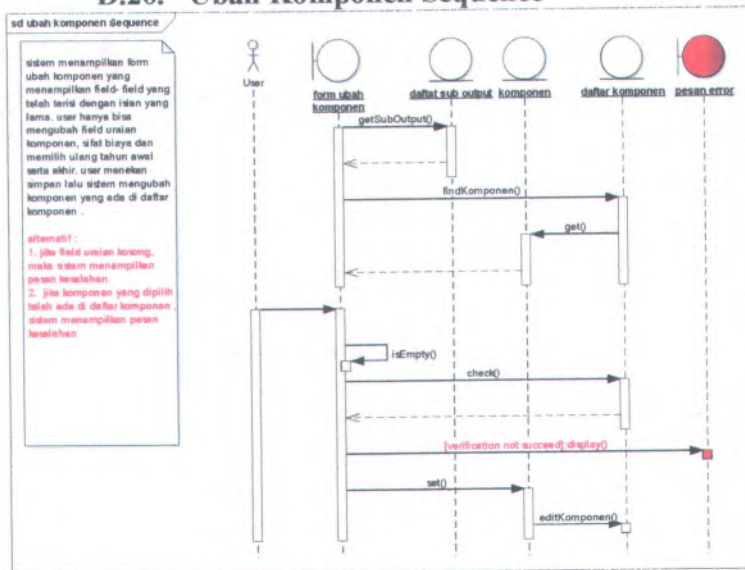 D.26. Ubah Komponen Sequence
sd ubah komponen Sequence
sistem menampilkan form
ubah komponen yang
menampilkan field- field yang
telah terisi dengan isian yang
lama. user hanya bisa
mengubah field uraian
komponen, sifat biaya dan
memilih ulang tahun awal
serta akhir. user menekan
simpan lalu sistem mengubah
komponen yang ada di daftar
komponen .
alternatif :
1. jika field uraian kosong,
maka sistem menampilkan
pesan kesalahan.
2. jika komponen yang dipilih
telah ada di daftar komponen ,
sistem menampilkan pesan
kesalahan
User
form ubah
komponen
daftat sub output
komponen
daftar komponen
pesan error
getSubOutput()
findKomponen()
get()
isEmpty()
check()
[verification not succeed]:display()
set()
editKomponen()